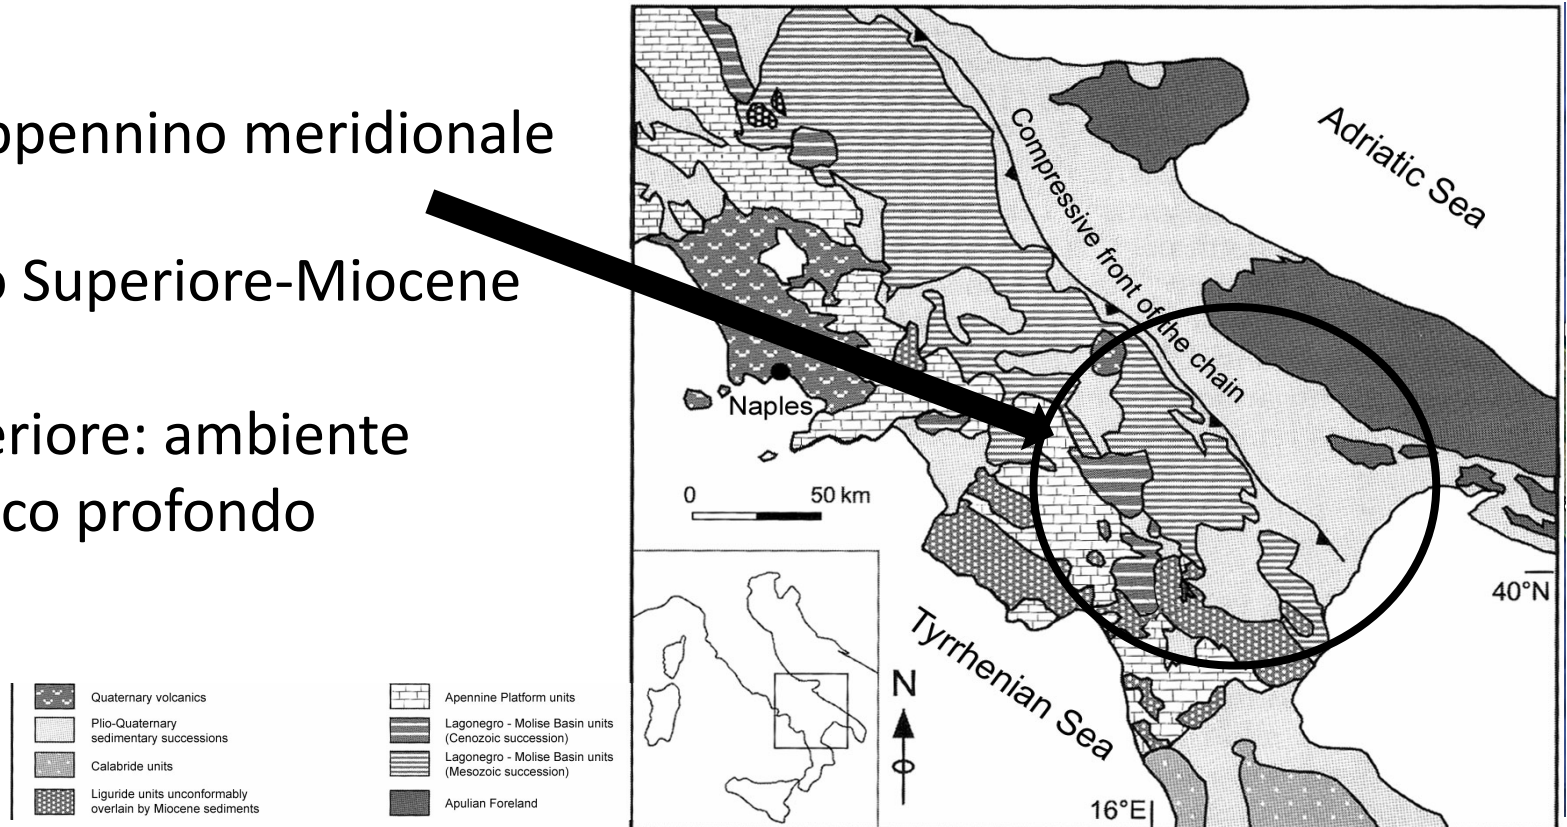 ppennino meridionale
o Superiore-Miocene
eriore: ambiente
co profondo
Adriatic Sea
Compressive front of the chain
Naples
0 50 km
40°N
Tyrrhenian Sea
N
16°E
Quaternary volcanics
Plio-Quaternary
sedimentary successions
Calabride units
Liguride units unconformably
overlain by Miocene sediments
Apennine Platform units
Lagonegro - Molise Basin units
(Cenozoic succession)
Lagonegro - Molise Basin units
(Mesozoic succession)
Apulian Foreland